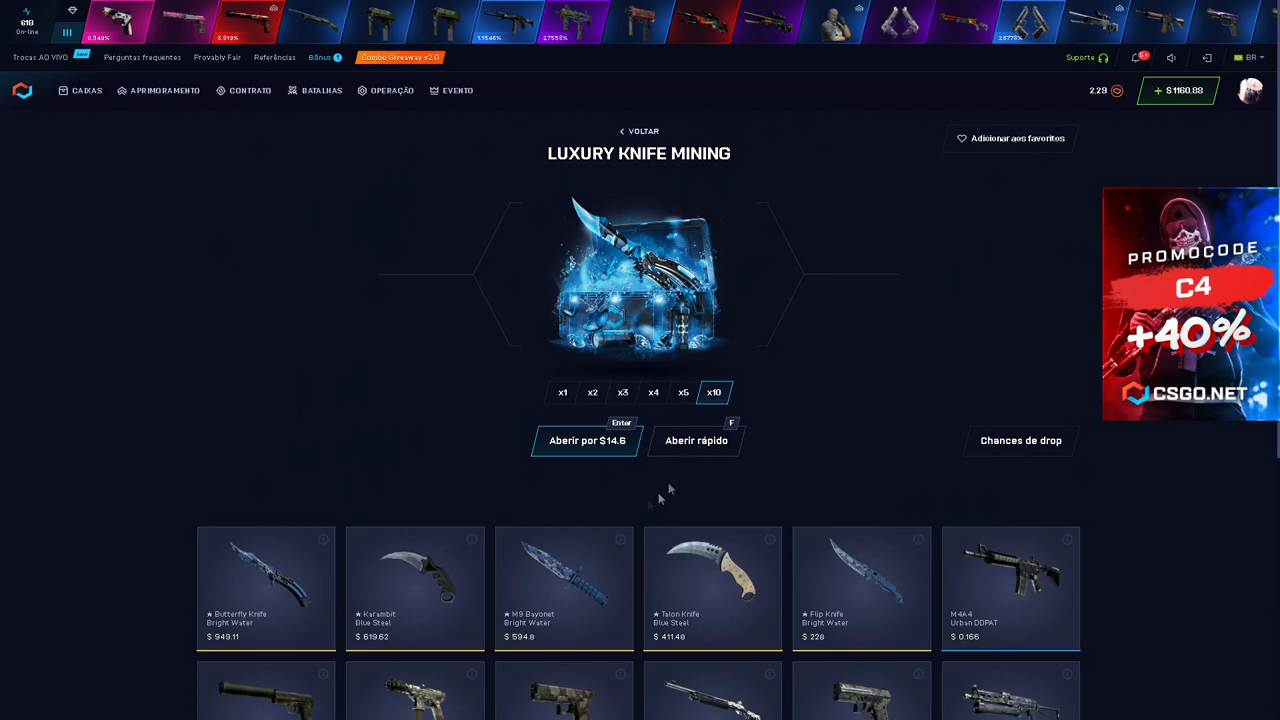 618
On-line
0.349%
6.819%
1.1546%
2.7558%
2.6778%
Trocas AO VIVO
NEW
Perguntas frequentes
Provably Fair
Referências
Bônus
Combo Giveaway v2.0
Suporte
5+
BR
CAIXAS
APRIMORAMENTO
CONTRATO
BATALHAS
OPERAÇÃO
EVENTO
2.29
+ $ 1160.88
VOLTAR
LUXURY KNIFE MINING
Adicionar aos favoritos
PROMOCODE
C4
+40%
CSGO.NET
x1
x2
x3
x4
x5
x10
Enter
F
Aberir por $14.6
Aberir rápido
Chances de drop
★ Butterfly Knife
Bright Water
$ 949.11
★ Karambit
Blue Steel
$ 619.62
★ M9 Bayonet
Bright Water
$ 594.8
★ Talon Knife
Blue Steel
$ 411.48
★ Flip Knife
Bright Water
$ 228
M4A4
Urban DDPAT
$ 0.166